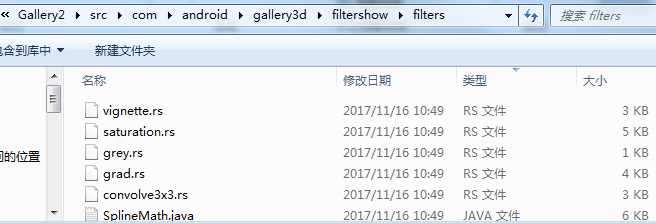 « Gallery2 ▸ src ▸ com ▸ android ▸ gallery3d ▸ filtershow ▸ filters
搜索 filters
包含到库中 新建文件夹
名称 修改日期 类型 大小
vignette.rs 2017/11/16 10:49 RS 文件 3 KB
saturation.rs 2017/11/16 10:49 RS 文件 5 KB
grey.rs 2017/11/16 10:49 RS 文件 1 KB
grad.rs 2017/11/16 10:49 RS 文件 4 KB
convolve3x3.rs 2017/11/16 10:49 RS 文件 3 KB
SplineMath.java 2017/11/16 10:49 JAVA 文件 6 KB
的位置